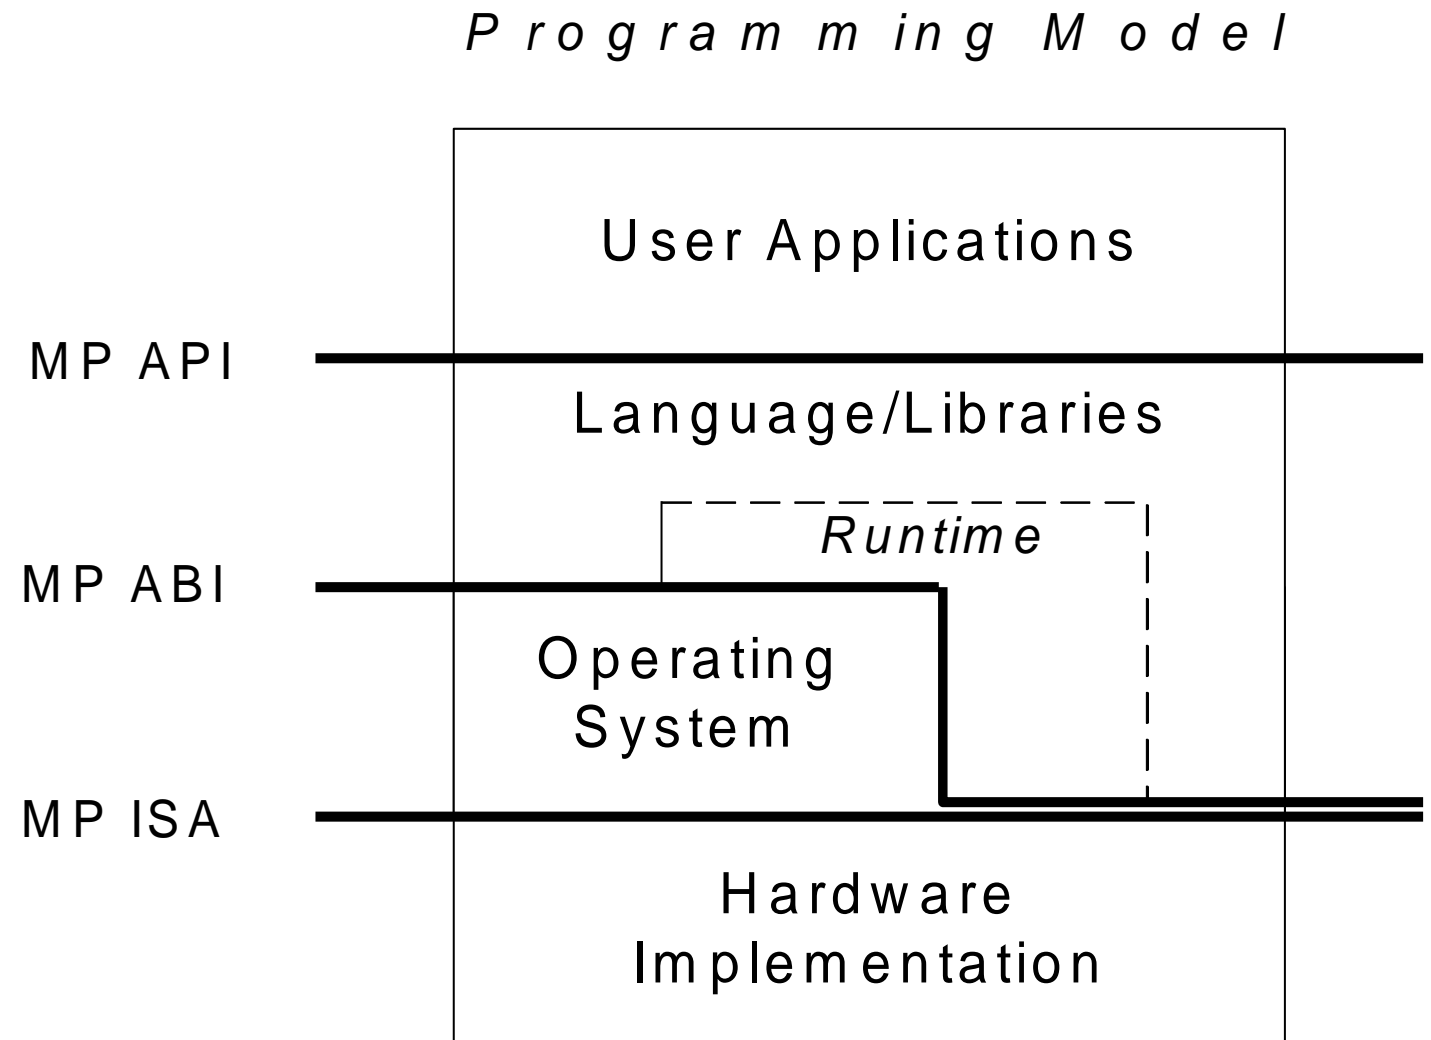 Programming Model
User Applications
MP API
Language/Libraries
Runtime
MP ABI
Operating
System
MP ISA
Hardware
Implementation